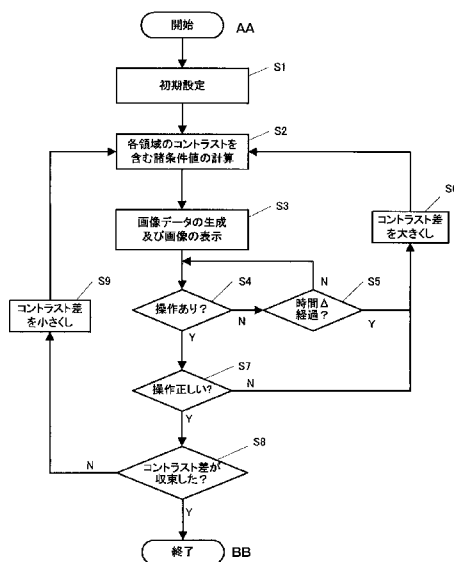 開始
AA
S1
初期設定
S2
各領域のコントラストを
含む諸条件値の計算
S3
画像データの生成
及び画像の表示
S6
コントラスト差
を大きくし
S9
コントラスト差
を小さくし
S4
操作あり?
N
Y
S5
時間Δ
経過?
N
Y
S7
操作正しい?
N
Y
S8
コントラスト差が
収束した?
N
Y
終了
BB